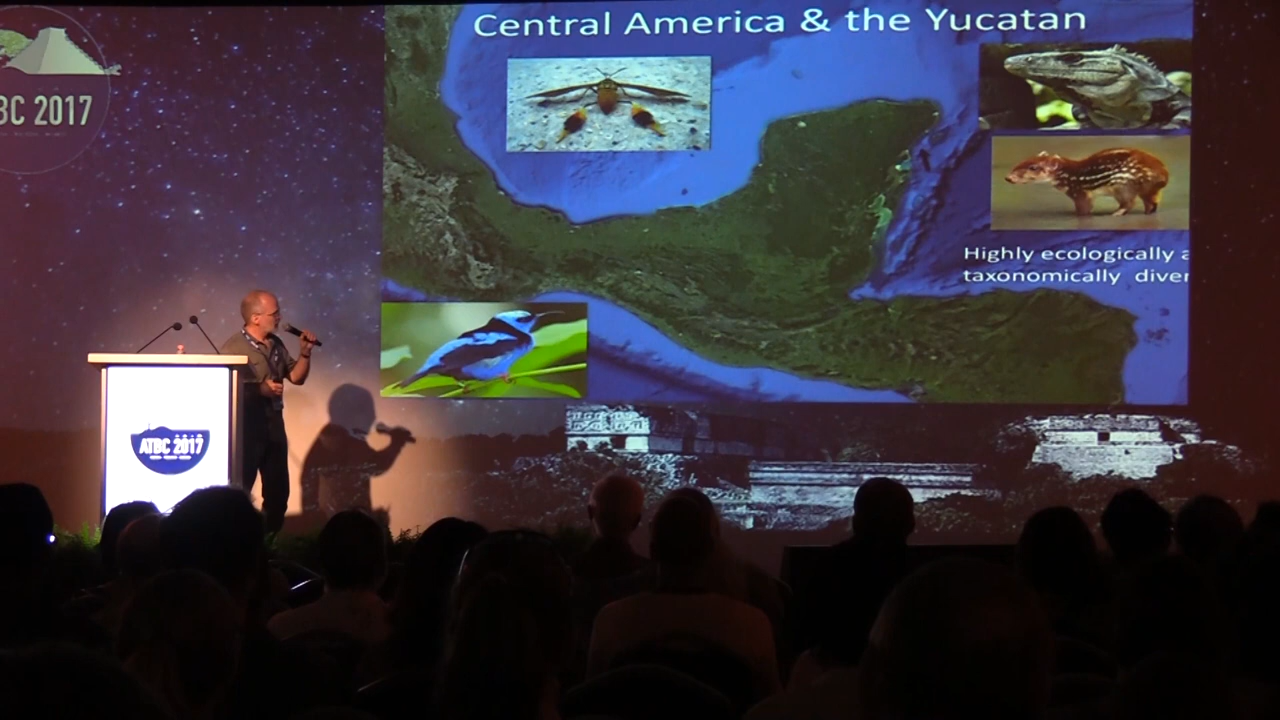 Central America & the Yucatan
BC 2017
Highly ecologically a
taxonomically diver
ATBC 2017